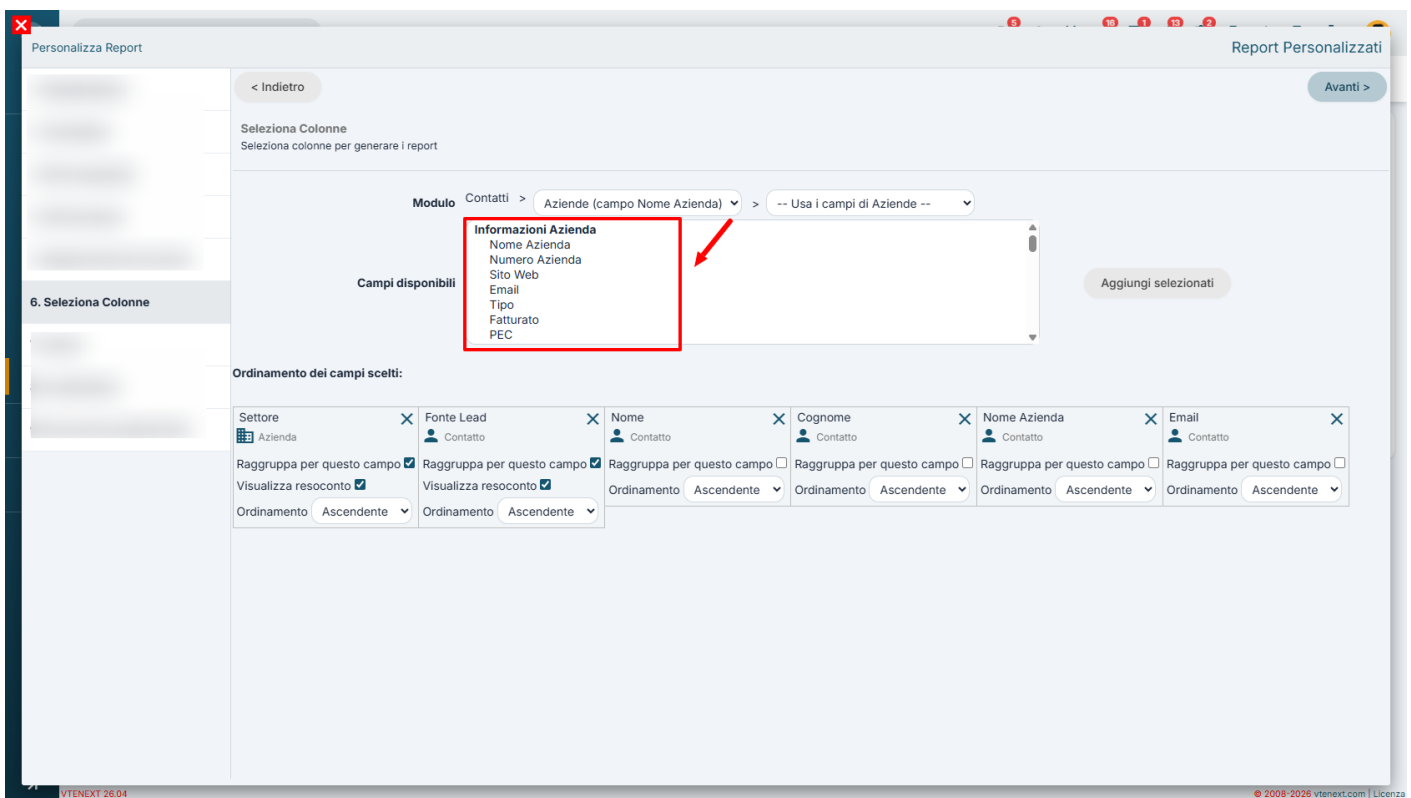 5 16 1 13 2
Personalizza Report
Report Personalizzati
< Indietro
Avanti >
Seleziona Colonne
Seleziona colonne per generare i report
Modulo Contatti > Aziende (campo Nome Azienda) > -- Usa i campi di Aziende --
Informazioni Azienda
Nome Azienda
Numero Azienda
Sito Web
Campi disponibili
Email
Aggiungi selezionati
Tipo
Fatturato
PEC
6. Seleziona Colonne
Ordinamento dei campi scelti:
Settore Fonte Lead Nome Cognome Nome Azienda Email
Azienda Contatto Contatto Contatto Contatto Contatto
Raggruppa per questo campo Raggruppa per questo campo Raggruppa per questo campo Raggruppa per questo campo Raggruppa per questo campo Raggruppa per questo campo
Visualizza resoconto Visualizza resoconto
Ordinamento Ascendente Ordinamento Ascendente Ordinamento Ascendente Ordinamento Ascendente
Ordinamento Ascendente Ordinamento Ascendente
VTENEXT 26.04
© 2008-2026 vtenext.com | Licenza